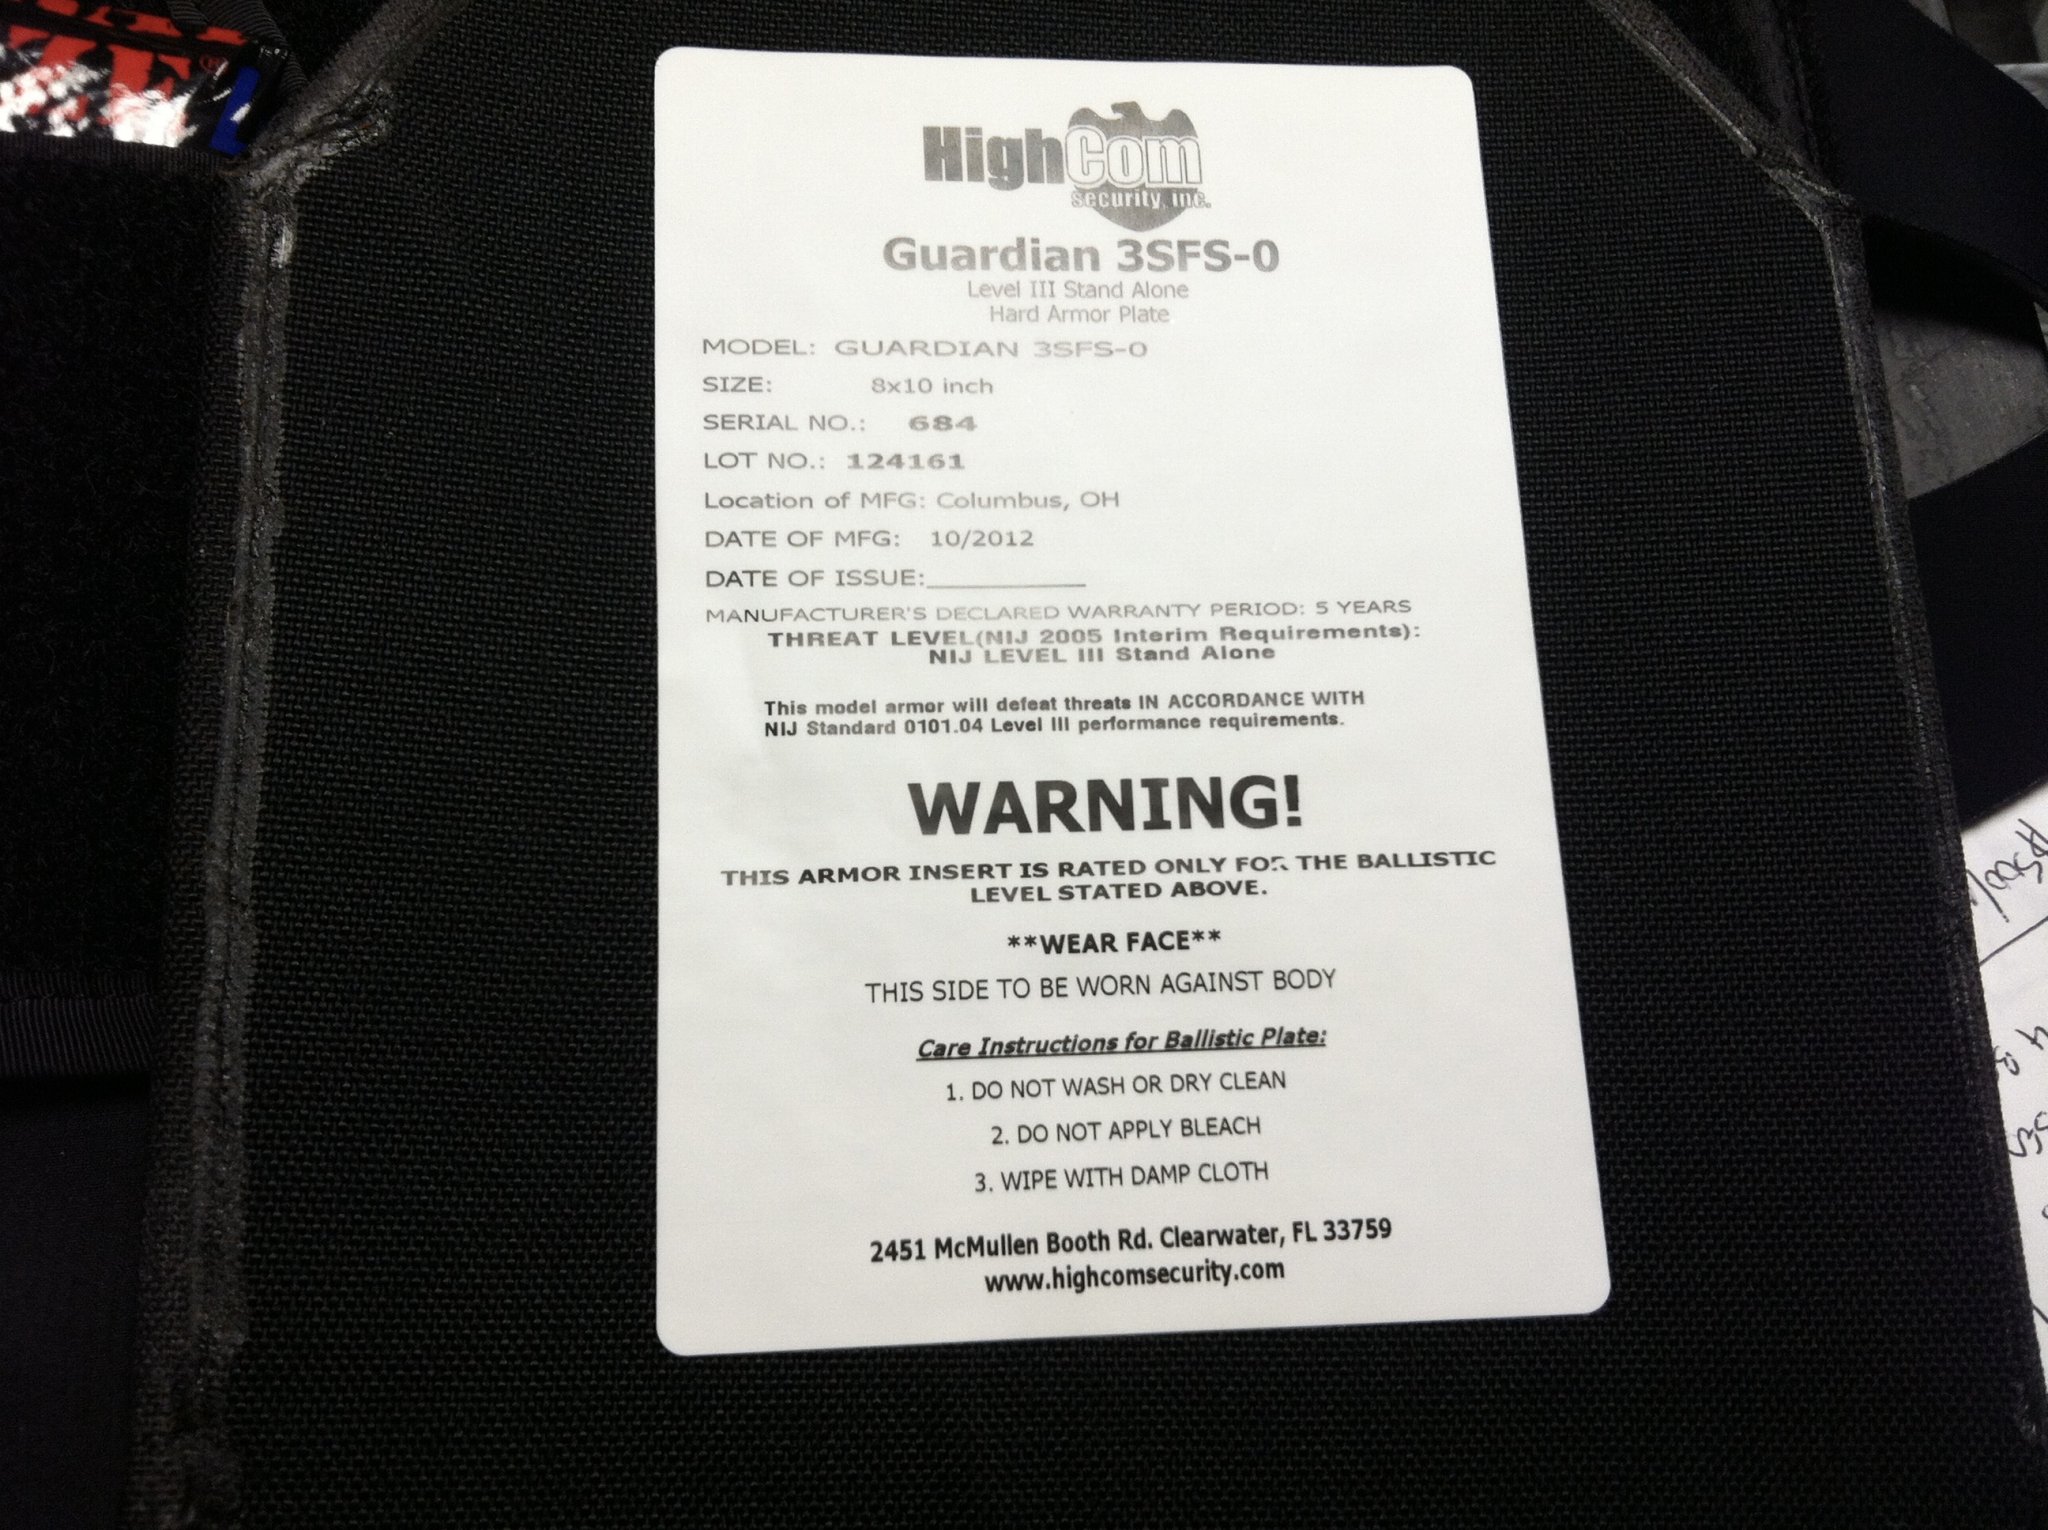 HighCom
security, inc.
Guardian 3SFS-0
Level III Stand Alone
Hard Armor Plate
MODEL: GUARDIAN 3SFS-0
SIZE: 8x10 inch
SERIAL NO.: 684
LOT NO.: 124161
Location of MFG: Columbus, OH
DATE OF MFG: 10/2012
DATE OF ISSUE:___________
MANUFACTURER'S DECLARED WARRANTY PERIOD: 5 YEARS
THREAT LEVEL(NIJ 2005 Interim Requirements):
NIJ LEVEL III Stand Alone
This model armor will defeat threats IN ACCORDANCE WITH
NIJ Standard 0101.04 Level III performance requirements.
WARNING!
THIS ARMOR INSERT IS RATED ONLY FOR THE BALLISTIC
LEVEL STATED ABOVE.
**WEAR FACE**
THIS SIDE TO BE WORN AGAINST BODY
Care Instructions for Ballistic Plate:
1. DO NOT WASH OR DRY CLEAN
2. DO NOT APPLY BLEACH
3. WIPE WITH DAMP CLOTH
2451 McMullen Booth Rd. Clearwater, FL 33759
www.highcomsecurity.com